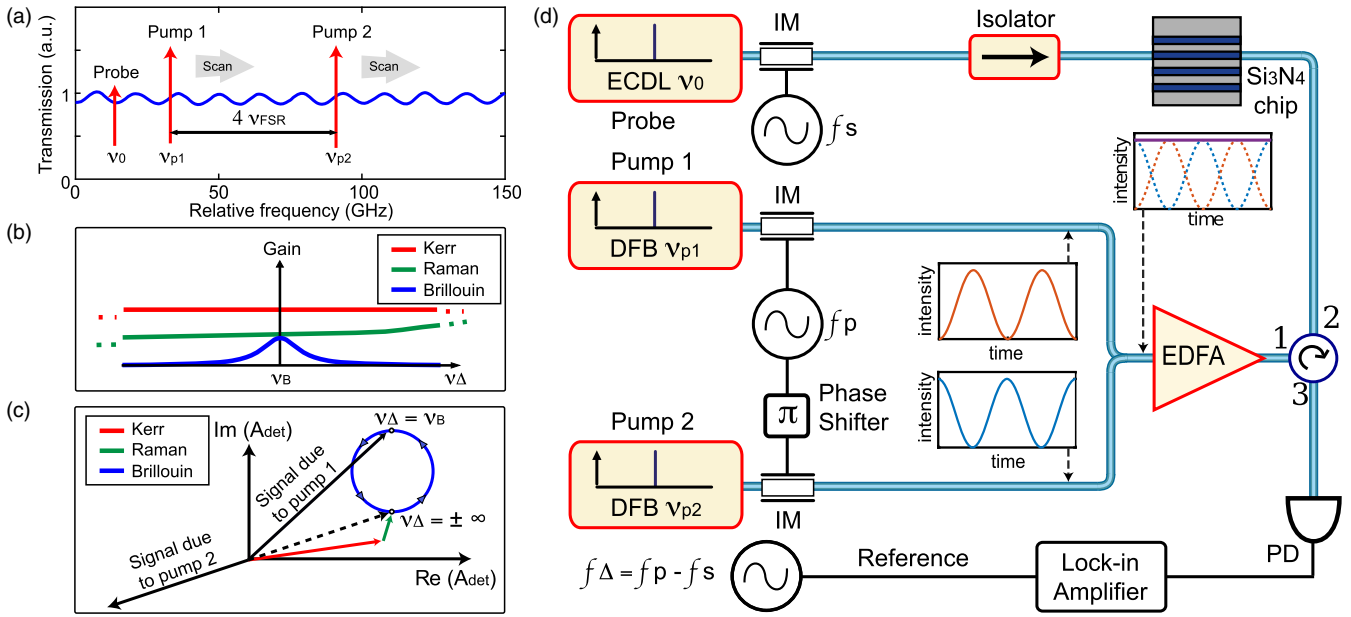 (a)
Transmission (a.u.)
1
0
Pump 1
Pump 2
Scan
Scan
Probe
4 νFSR
ν0
νp1
νp2
0
50
100
150
Relative frequency (GHz)
(b)
Gain
Kerr
Raman
Brillouin
νB
νΔ
(c)
Kerr
Raman
Brillouin
Im (Adet)
νΔ = νB
Signal due
to pump 1
νΔ = ± ∞
Signal due
to pump 2
Re (Adet)
(d)
ECDL ν0
Probe
IM
fs
Isolator
Si3N4
chip
Pump 1
DFB νp1
IM
fp
Phase
Shifter
π
Pump 2
DFB νp2
IM
intensity
time
intensity
time
intensity
time
EDFA
1
2
3
PD
Lock-in
Amplifier
Reference
fΔ = fp - fs